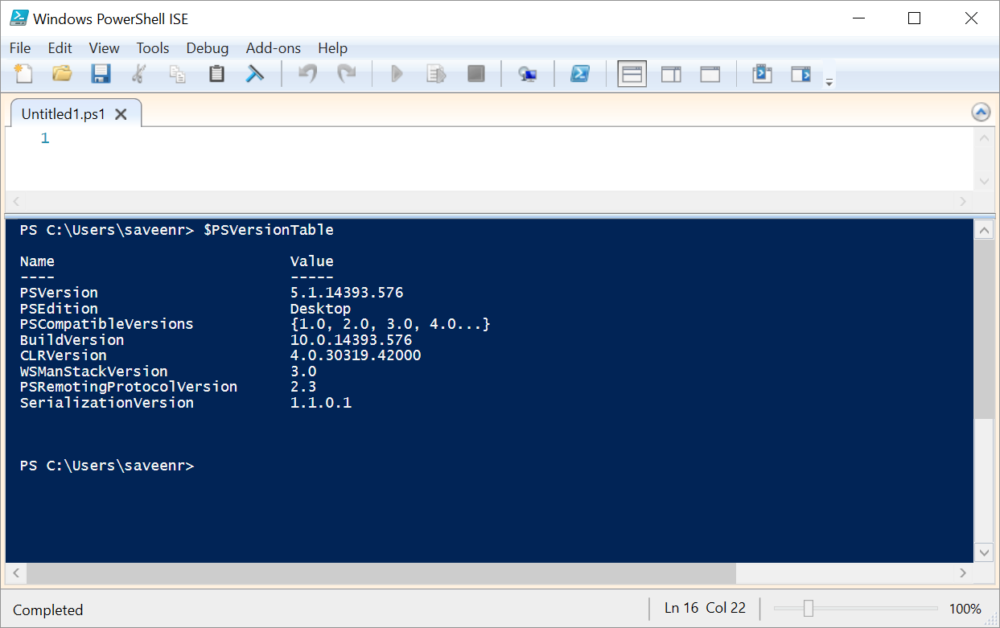 Windows PowerShell ISE
File Edit View Tools Debug Add-ons Help
Untitled1.ps1
1
PS C:\Users\saveenr> $PSVersionTable
Name                           Value
----                           -----
PSVersion                      5.1.14393.576
PSEdition                      Desktop
PSCompatibleVersions           {1.0, 2.0, 3.0, 4.0...}
BuildVersion                   10.0.14393.576
CLRVersion                     4.0.30319.42000
WSManStackVersion              3.0
PSRemotingProtocolVersion      2.3
SerializationVersion           1.1.0.1
PS C:\Users\saveenr>
Completed Ln 16 Col 22 100%